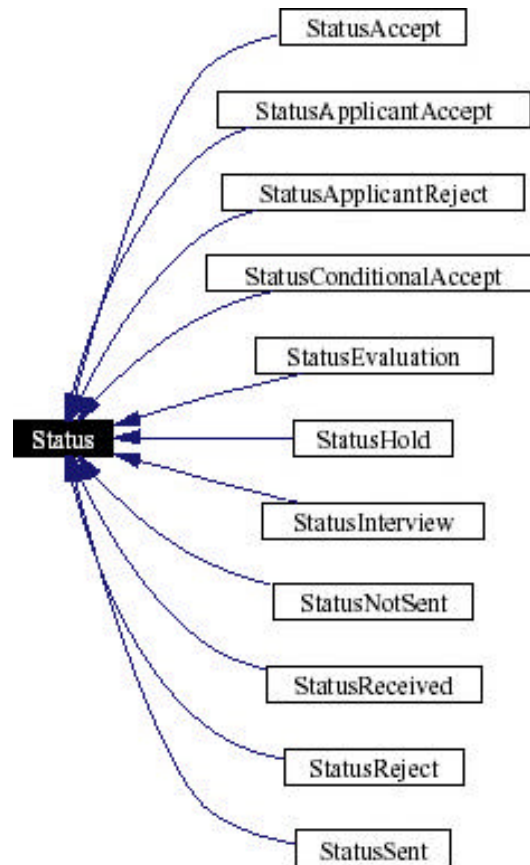 StatusAccept
StatusApplicantAccept
StatusApplicantReject
StatusConditionalAccept
StatusEvaluation
Status
StatusHold
StatusInterview
StatusNotSent
StatusReceived
StatusReject
StatusSent